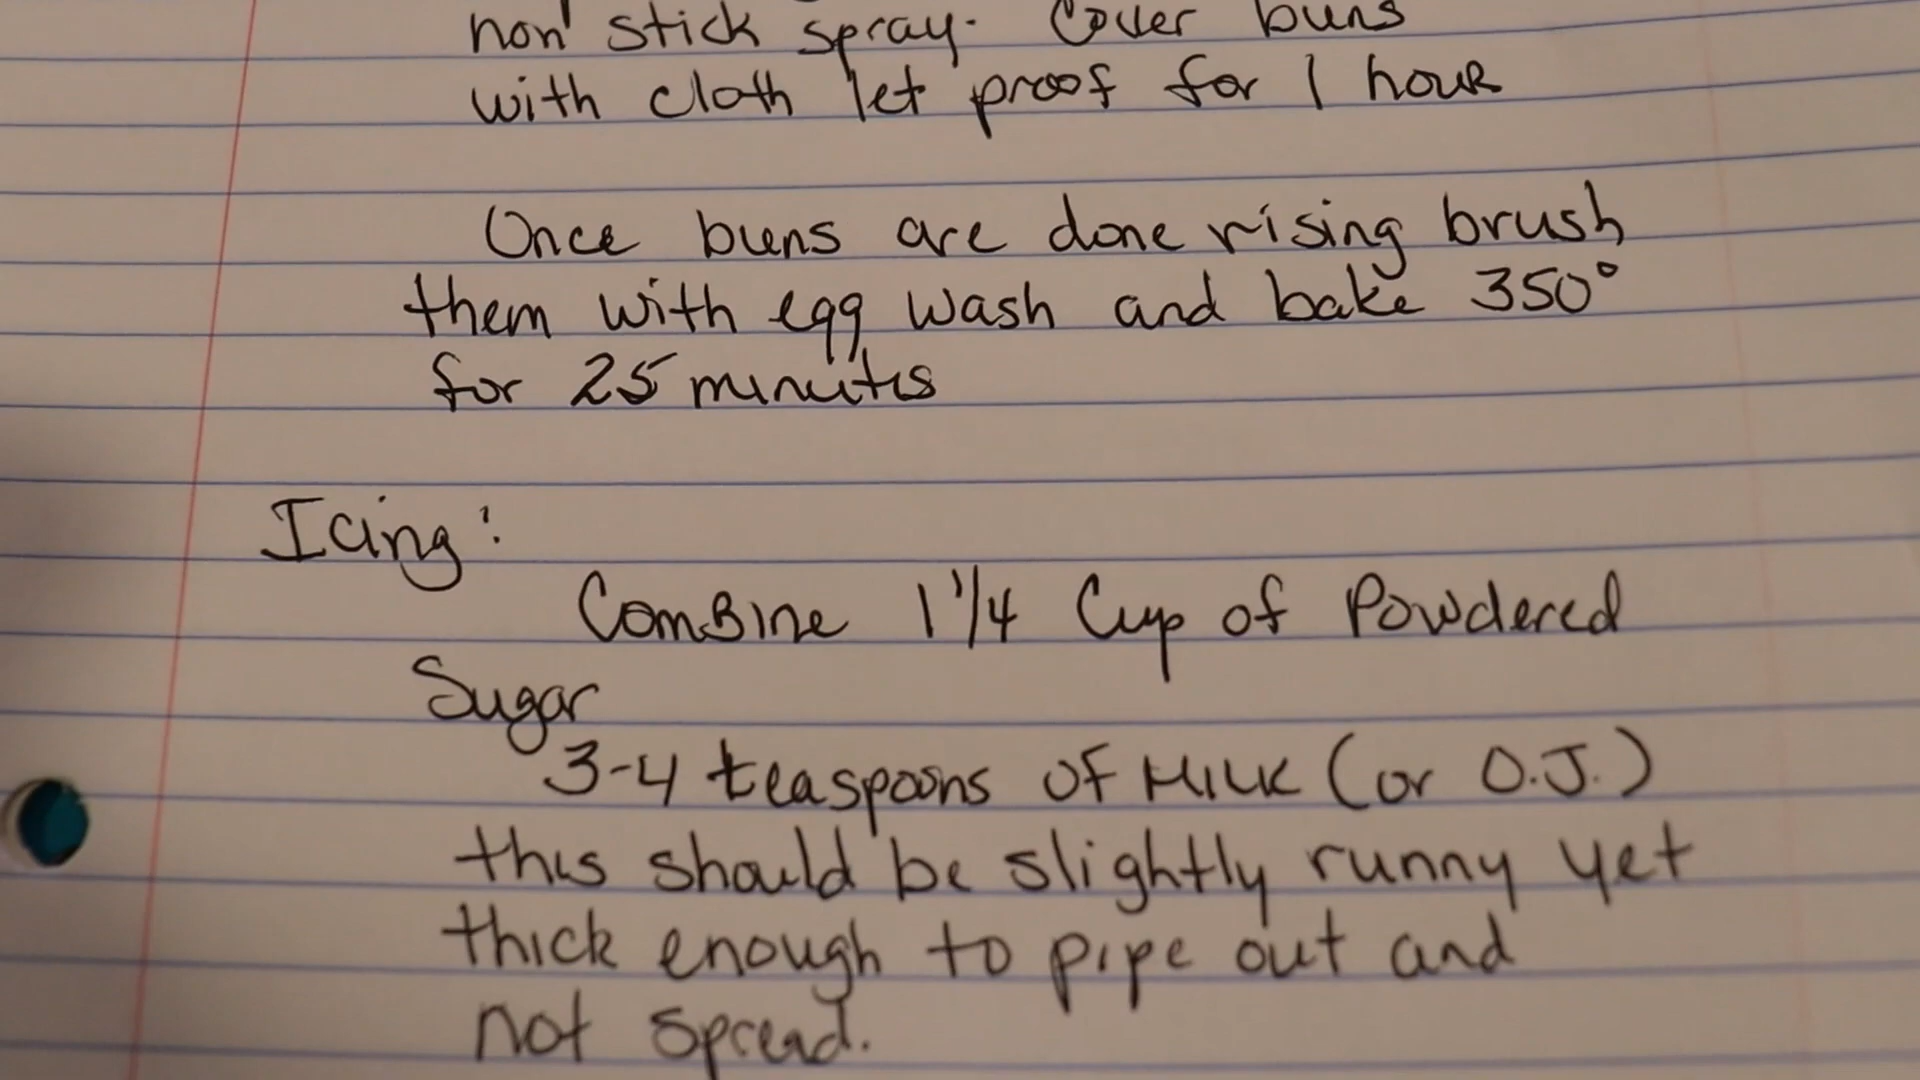 non stick spray. Cover buns
with cloth let proof for 1 hour
Once buns are done rising brush
them with egg wash and bake 350°
for 25 minutes
Icing:
Combine 1 1/4 Cup of Powdered
Sugar
3-4 teaspoons of Milk (or O.J.)
this should be slightly runny yet
thick enough to pipe out and
not spread.